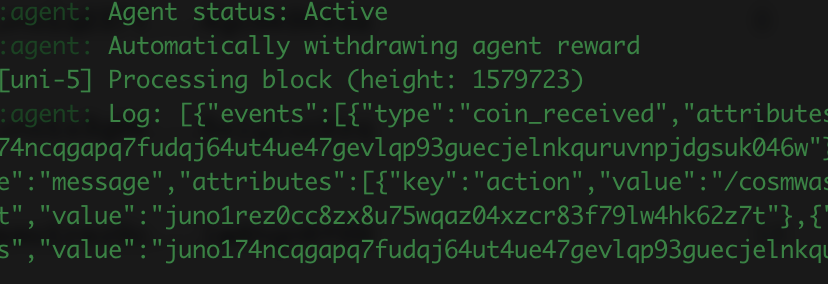 :agent: Agent status: Active
:agent: Automatically withdrawing agent reward
[uni-5] Processing block (height: 1579723)
:agent: Log: [{"events":[{"type":"coin_received","attributes
74ncqgapq7fudqj64ut4ue47gevlqp93guecjelnkquruvnpjdgsuk046w"}
e":"message","attributes":[{"key":"action","value":"/cosmwas
t","value":"juno1rez0cc8zx8u75wqaz04xzcr83f79lw4hk62z7t"},{"
s","value":"juno174ncqgapq7fudqj64ut4ue47gevlqp93guecjelnkqu